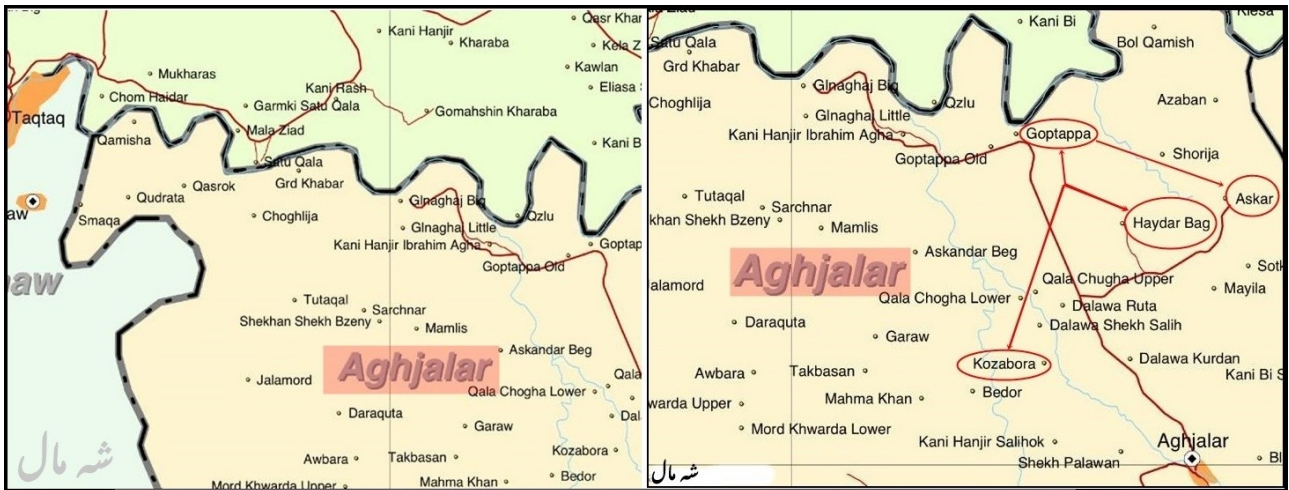 Qasr Khar
Kani Hanjir
Kharaba
Kela Z
Kawlan
Mukharas
Eliasa
Kani Rash
Chom Haidar
Garmki Satu Qala
Gomahshin Kharaba
Taqtaq
Mala Ziad
Qamisha
Kani B
Satu Qala
Grd Khabar
Qasrok
Qudrata
Glnaghaj Big
aw
Smaqa
Choghlija
Qzlu
Glnaghaj Little
Kani Hanjir Ibrahim Agha
Goptap
Goptappa Old
aw
Tutaqal
Sarchnar
Shekhan Shekh Bzeny
Mamlis
Askandar Beg
Aghjalar
Jalamord
Qala
Qala Chogha Lower
Daraquta
Dal
Garaw
شه مال
Kozabora
Awbara
Takbasan
Bedor
Mahma Khan
Mord Khwarda Upper
Kani Bi
Klesa
Satu Qala
Bol Qamish
Grd Khabar
Glnaghaj Big
Choghlija
Qzlu
Azaban
Glnaghaj Little
Kani Hanjir Ibrahim Agha
Goptappa
Goptappa Old
Shorija
Tutaqal
Sarchnar
Askar
khan Shekh Bzeny
Mamlis
Haydar Bag
Askandar Beg
Aghjalar
Sotk
Qala Chugha Upper
alamord
Mayila
Qala Chogha Lower
Dalawa Ruta
Daraquta
Dalawa Shekh Salih
Garaw
Dalawa Kurdan
Kozabora
Awbara
Takbasan
Kani Bi S
Bedor
warda Upper
Mahma Khan
Mord Khwarda Lower
Kani Hanjir Salihok
Aghjalar
Shekh Palawan
Bl
شه مال